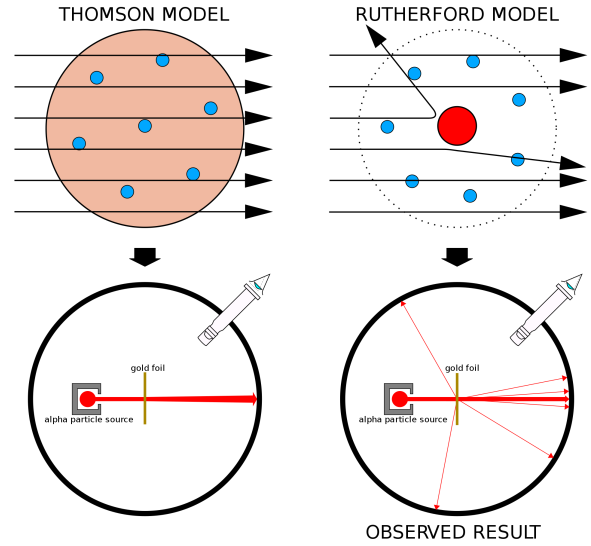 THOMSON MODEL
RUTHERFORD MODEL
gold foil
alpha particle source
gold foil
alpha particle source
OBSERVED RESULT